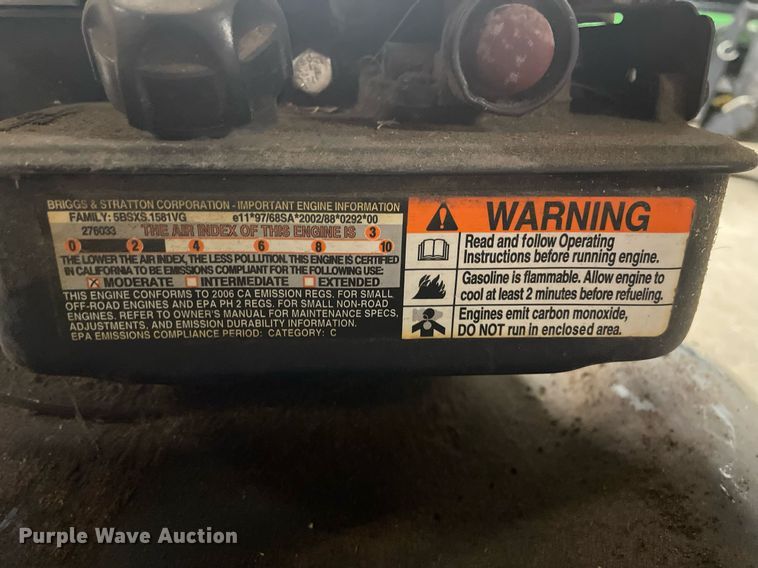 BRIGGS & STRATTON CORPORATION - IMPORTANT ENGINE INFORMATION
FAMILY: 5BSXS.1581VG e11*97/68SA*2002/88*0292*00
276033 THE AIR INDEX OF THIS ENGINE IS 3
0 2 4 6 8 10
THE LOWER THE AIR INDEX, THE LESS POLLUTION. THIS ENGINE IS CERTIFIED
IN CALIFORNIA TO BE EMISSIONS COMPLIANT FOR THE FOLLOWING USE:
MODERATE INTERMEDIATE EXTENDED
THIS ENGINE CONFORMS TO 2006 CA EMISSION REGS. FOR SMALL
OFF-ROAD ENGINES AND EPA PH 2 REGS. FOR SMALL NON-ROAD
ENGINES. REFER TO OWNER'S MANUAL FOR MAINTENANCE SPECS,
ADJUSTMENTS, AND EMISSION DURABILITY INFORMATION.
EPA EMISSIONS COMPLIANCE PERIOD: CATEGORY: C
WARNING
Read and follow Operating
Instructions before running engine.
Gasoline is flammable. Allow engine to
cool at least 2 minutes before refueling.
Engines emit carbon monoxide,
DO NOT run in enclosed area.
Purple Wave Auction